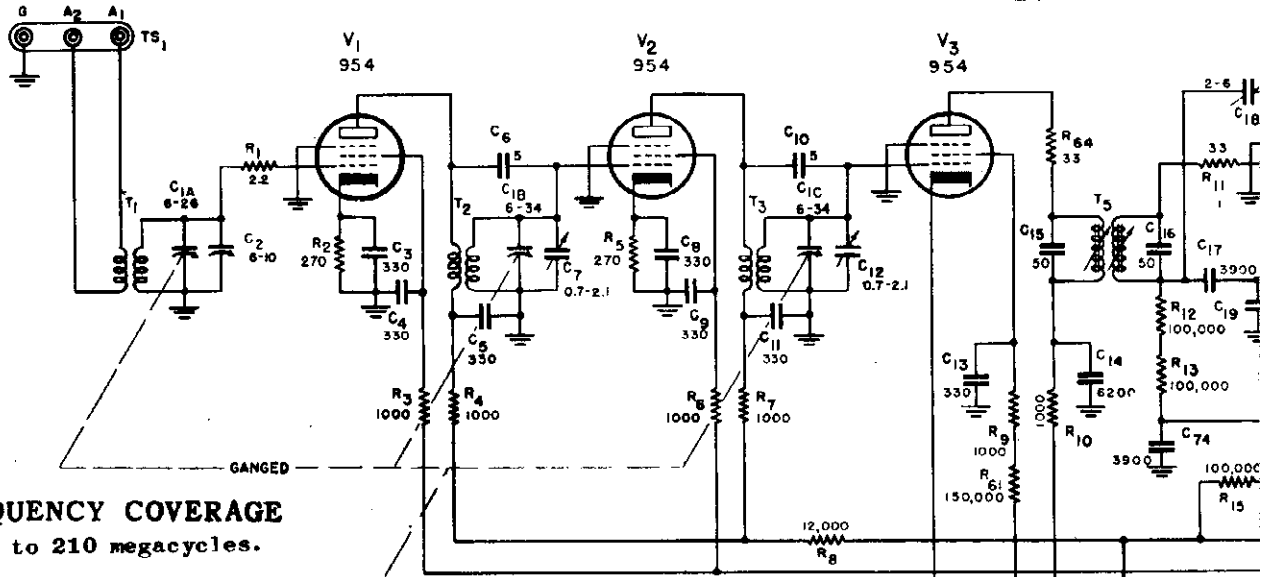 G A2 A1 TS1
V1
954
V2
954
V3
954
2-6
C18
R64
33
C6
5
C10
5
R1
2.2
33
R11
C1A
6-26
T1
C1B
6-34
T2
C1C
6-34
T3
T5
C2
6-10
R2
270
C3
330
C7
0.7-2.1
R5
270
C8
330
C12
0.7-2.1
C15
50
C16
50
C17
3900
C4
330
C5
330
C9
330
C11
330
R12
100,000
C19
C13
330
C14
6200
R13
100,000
R3
1000
R4
1000
R6
1000
R7
1000
R9
1000
1000
R10
C74
3900
GANGED
R61
150,000
100,000
R15
QUENCY COVERAGE
to 210 megacycles.
12,000
R8